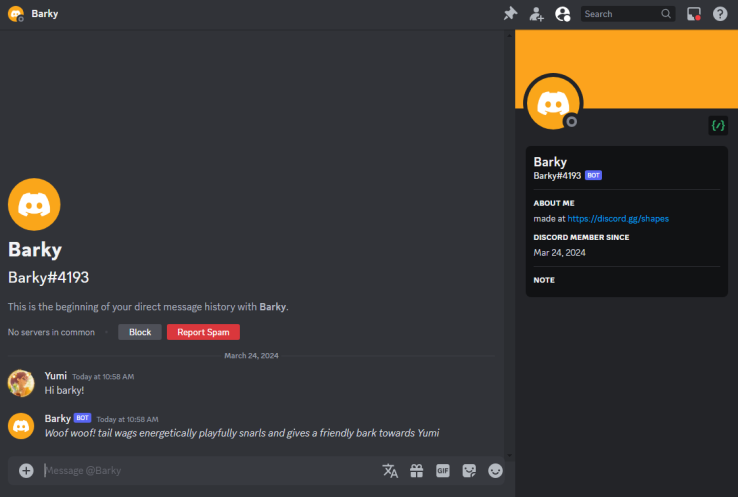 Barky
Search
Barky
Barky#4193
This is the beginning of your direct message history with Barky.
No servers in common
Block
Report Spam
March 24, 2024
Yumi Today at 10:58 AM
Hi barky!
Barky BOT Today at 10:58 AM
Woof woof! tail wags energetically playfully snarls and gives a friendly bark towards Yumi
Message @Barky
GIF
{/}
Barky
Barky#4193 BOT
ABOUT ME
made at https://discord.gg/shapes
DISCORD MEMBER SINCE
Mar 24, 2024
NOTE